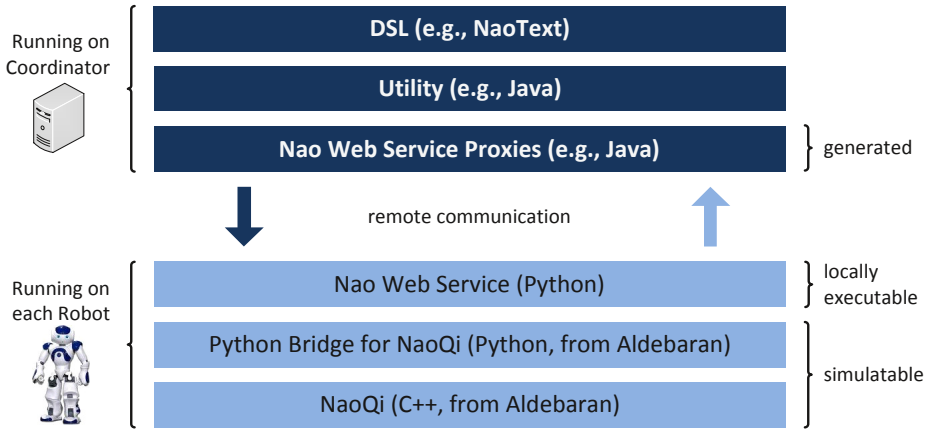 DSL (e.g., NaoText)
Running on
Coordinator
Utility (e.g., Java)
Nao Web Service Proxies (e.g., Java)
generated
remote communication
Nao Web Service (Python)
locally
executable
Running on
each Robot
Python Bridge for NaoQi (Python, from Aldebaran)
simulatable
NaoQi (C++, from Aldebaran)